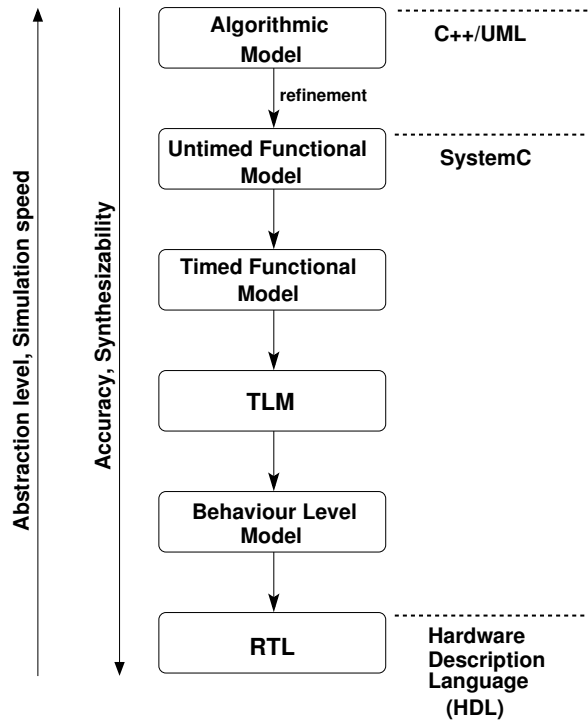 Algorithmic
Model
C++/UML
refinement
Untimed Functional
Model
SystemC
Timed Functional
Model
TLM
Behaviour Level
Model
RTL
Hardware
Description
Language
(HDL)
Abstraction level, Simulation speed
Accuracy, Synthesizability